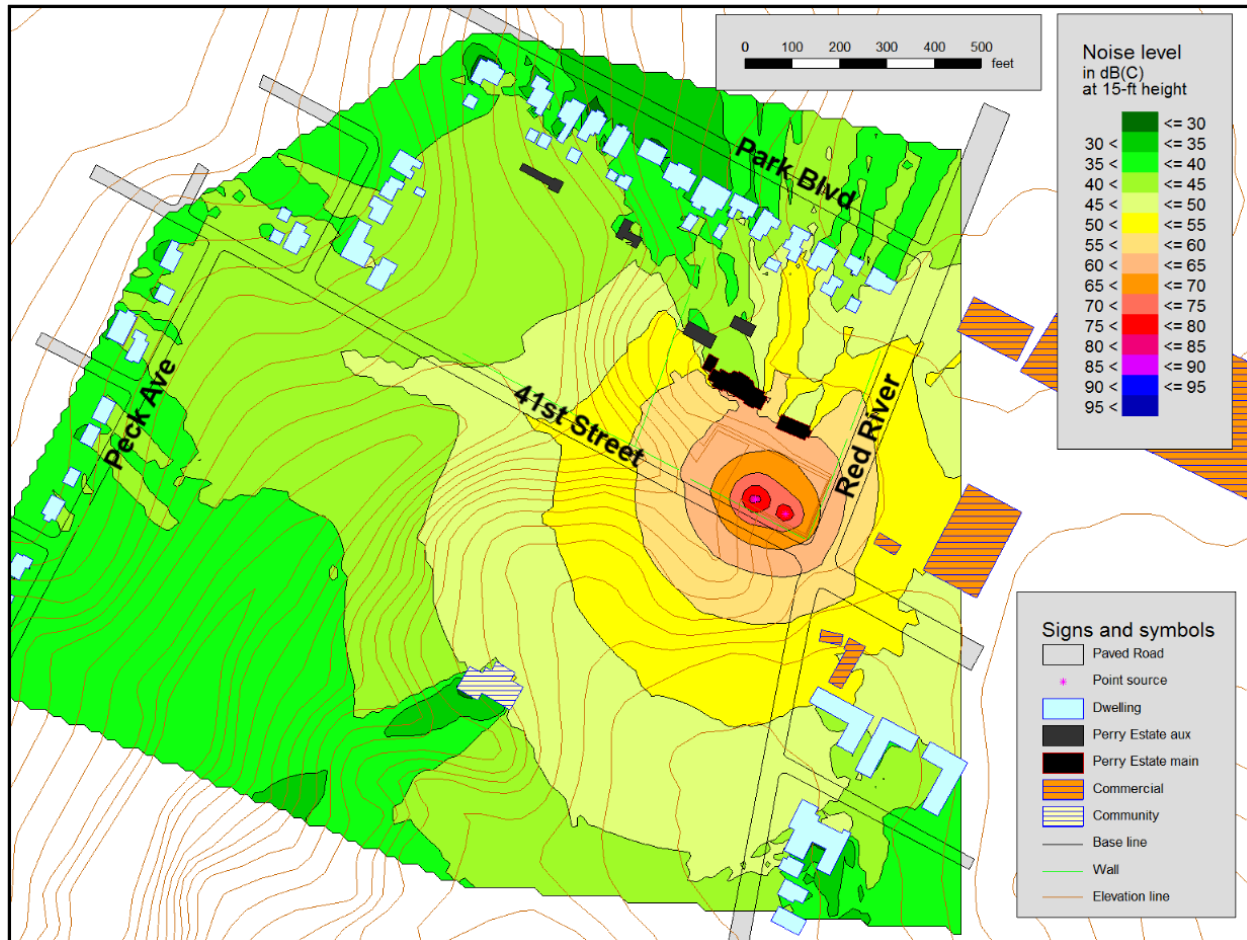 0 100 200 300 400 500
feet
Noise level
in dB(C)
at 15-ft height
<= 30
30 < <= 35
35 < <= 40
40 < <= 45
45 < <= 50
50 < <= 55
55 < <= 60
60 < <= 65
65 < <= 70
70 < <= 75
75 < <= 80
80 < <= 85
85 < <= 90
90 < <= 95
95 <
Park Blvd
Peck Ave
41st Street
Red River
Signs and symbols
Paved Road
Point source
Dwelling
Perry Estate aux
Perry Estate main
Commercial
Community
Base line
Wall
Elevation line